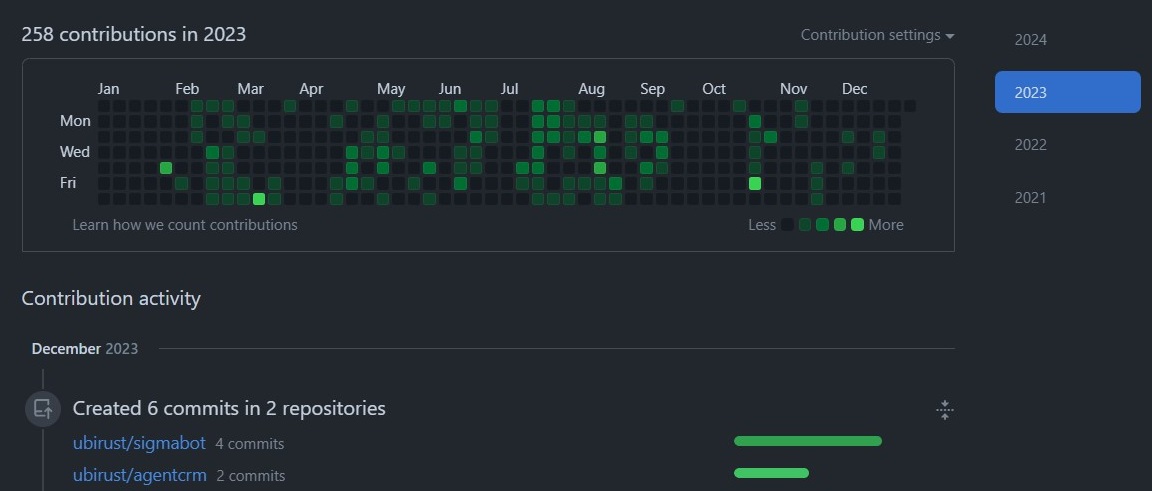 258 contributions in 2023
Contribution settings
2024
2023
2022
2021
Jan Feb Mar Apr May Jun Jul Aug Sep Oct Nov Dec
Mon
Wed
Fri
Learn how we count contributions
Less More
Contribution activity
December 2023
Created 6 commits in 2 repositories
ubirust/sigmabot 4 commits
ubirust/agentcrm 2 commits